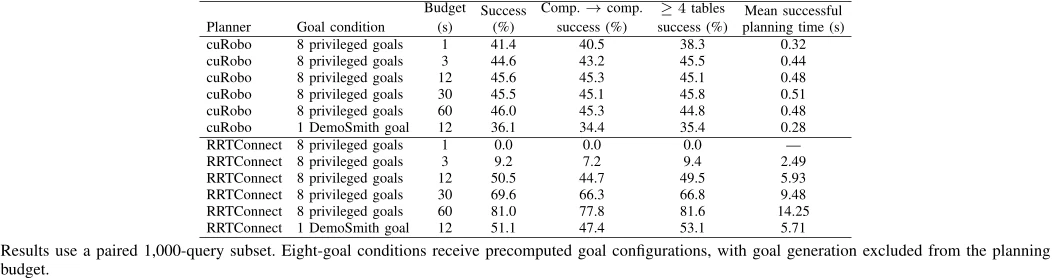 Planner Goal condition Budget (s) Success (%) Comp. → comp. success (%) ≥ 4 tables success (%) Mean successful planning time (s)
cuRobo 8 privileged goals 1 41.4 40.5 38.3 0.32
cuRobo 8 privileged goals 3 44.6 43.2 45.5 0.44
cuRobo 8 privileged goals 12 45.6 45.3 45.1 0.48
cuRobo 8 privileged goals 30 45.5 45.1 45.8 0.51
cuRobo 8 privileged goals 60 46.0 45.3 44.8 0.48
cuRobo 1 DemoSmith goal 12 36.1 34.4 35.4 0.28
RRTConnect 8 privileged goals 1 0.0 0.0 0.0 —
RRTConnect 8 privileged goals 3 9.2 7.2 9.4 2.49
RRTConnect 8 privileged goals 12 50.5 44.7 49.5 5.93
RRTConnect 8 privileged goals 30 69.6 66.3 66.8 9.48
RRTConnect 8 privileged goals 60 81.0 77.8 81.6 14.25
RRTConnect 1 DemoSmith goal 12 51.1 47.4 53.1 5.71
Results use a paired 1,000-query subset. Eight-goal conditions receive precomputed goal configurations, with goal generation excluded from the planning
budget.